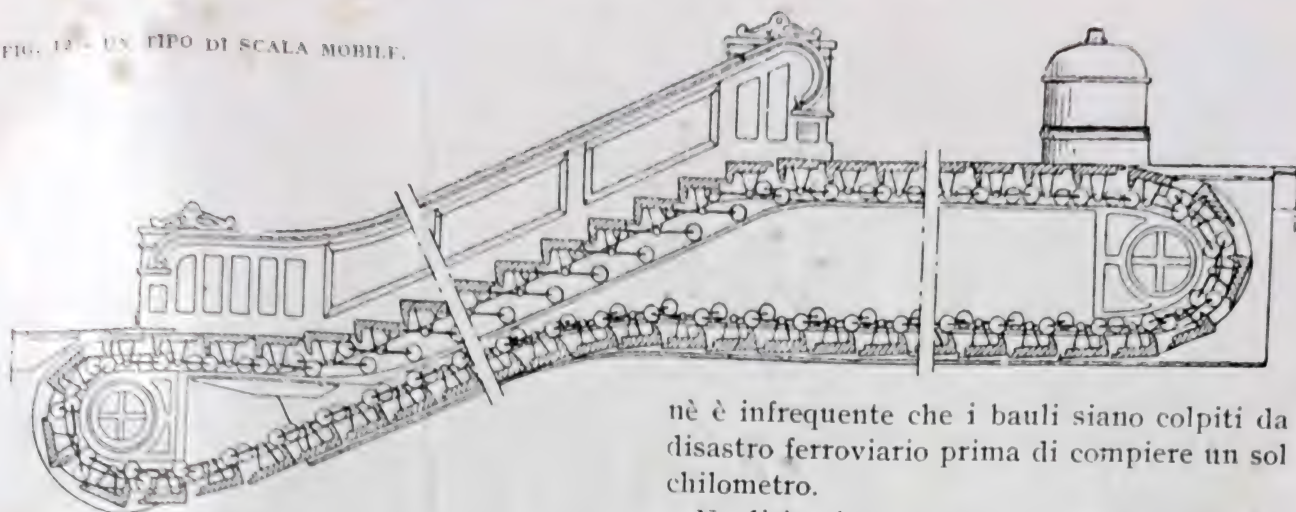 FIG. 12 - UN TIPO DI SCALA MOBILE.
nè è infrequente che i bauli siano colpiti da
disastro ferroviario prima di compiere un sol
chilometro.